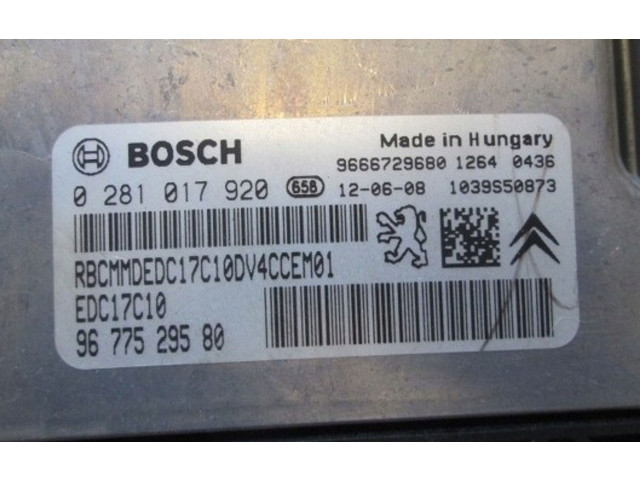 BOSCH
Made in Hungary
9666729680 1264 0436
0 281 017 920 658 12-06-08 1039S50873
RBCMMDEDC17C10DV4CCEM01
EDC17C10
96 775 295 80